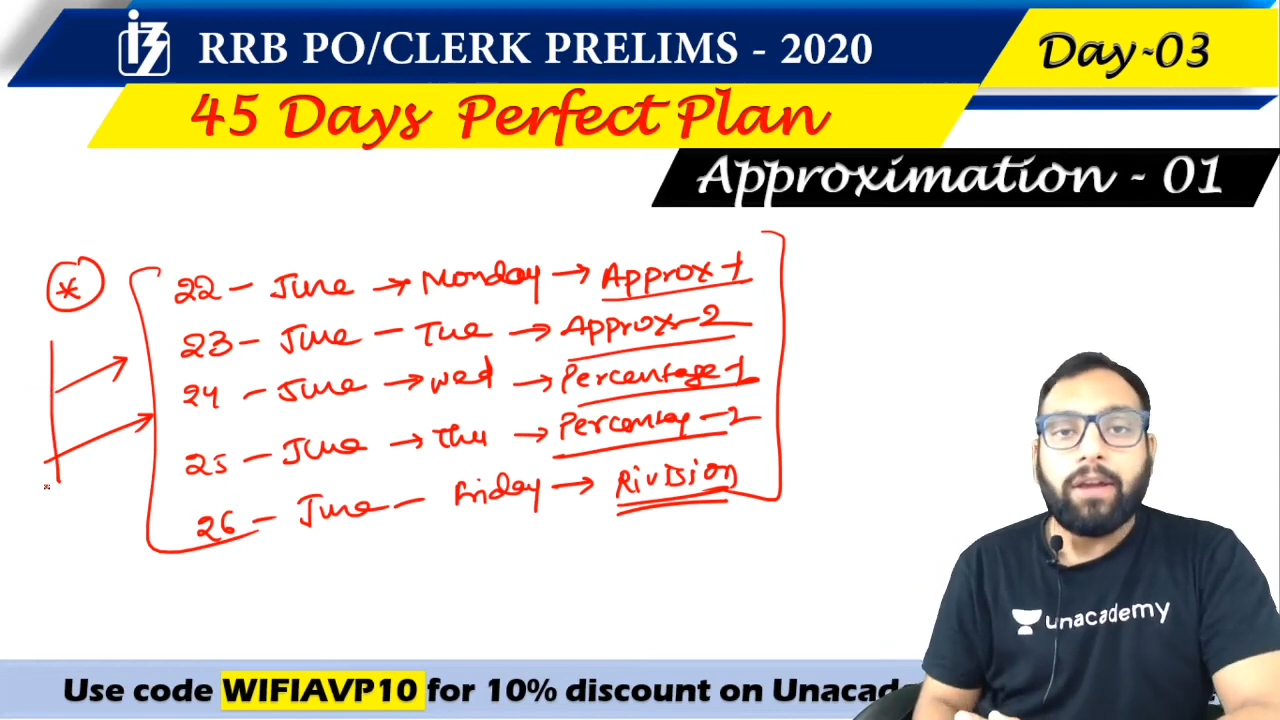 RRB PO/CLERK PRELIMS - 2020
Day-03
45 Days Perfect Plan
Approximation - 01
22 - June → Monday → Approx-1
23 - June - Tue → Approx-2
24 - June → Wed → Percentage-1
25 - June → Thu → Percentag-2
26 - June - Friday → Rivision
unacademy
Use code WIFIAVP10 for 10% discount on Unacad